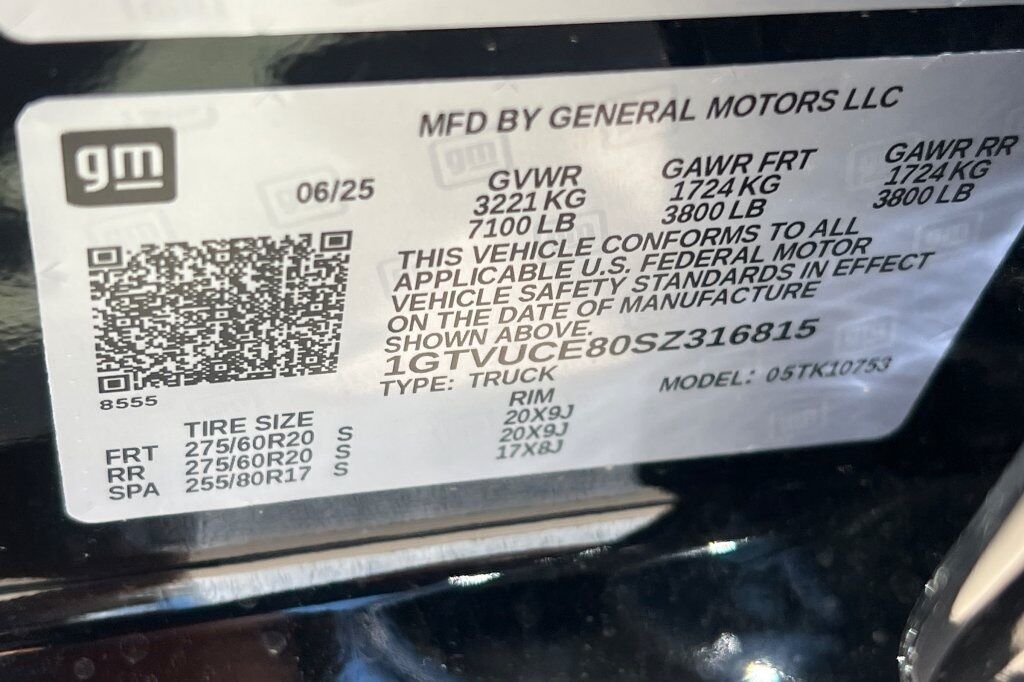 MFD BY GENERAL MOTORS LLC
gm
06/25
GVWR GAWR FRT GAWR RR
3221 KG 1724 KG 1724 KG
7100 LB 3800 LB 3800 LB
THIS VEHICLE CONFORMS TO ALL
APPLICABLE U.S. FEDERAL MOTOR
VEHICLE SAFETY STANDARDS IN EFFECT
ON THE DATE OF MANUFACTURE
SHOWN ABOVE.
1GTVUCE80SZ316815
TYPE: TRUCK MODEL: 05TK10753
8555
TIRE SIZE RIM
FRT 275/60R20 S 20X9J
RR 275/60R20 S 20X9J
SPA 255/80R17 S 17X8J